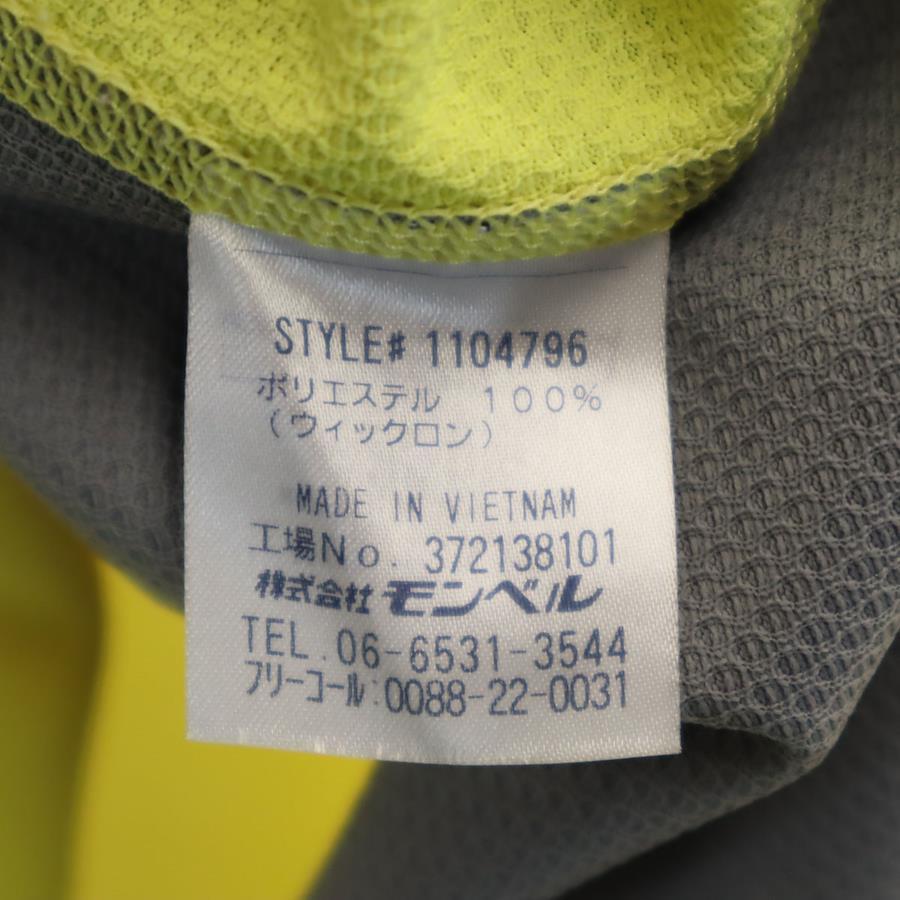 STYLE# 1104796
ポリエステル 100%
(ウィックロン)
MADE IN VIETNAM
工場No. 372138101
株式会社モンベル
TEL.06-6531-3544
フリーコール:0088-22-0031